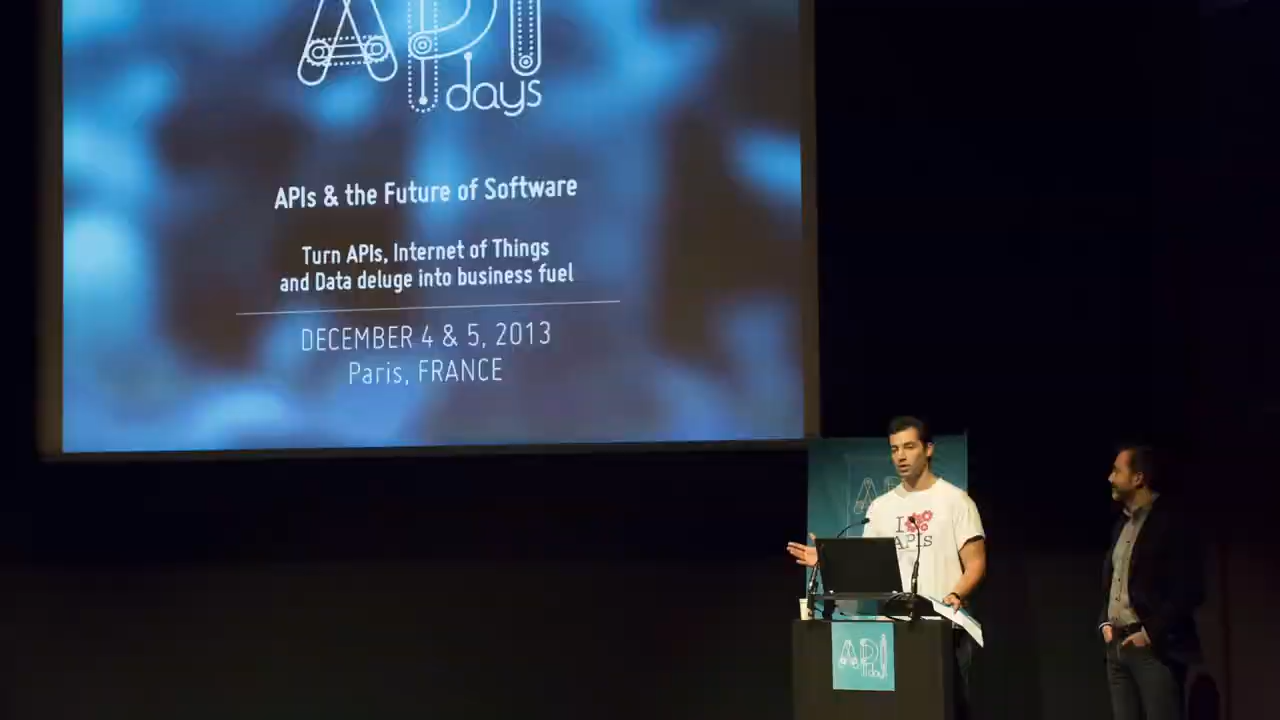 API
days
APIs & the Future of Software
Turn APIs, Internet of Things
and Data deluge into business fuel
DECEMBER 4 & 5, 2013
Paris, FRANCE
I
APIS
API
days